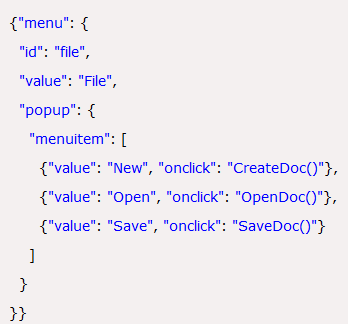 {"menu": {
  "id": "file",
  "value": "File",
  "popup": {
    "menuitem": [
      {"value": "New", "onclick": "CreateDoc()"},
      {"value": "Open", "onclick": "OpenDoc()"},
      {"value": "Save", "onclick": "SaveDoc()"}
    ]
  }
}}